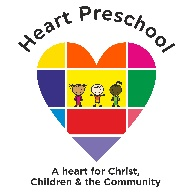 Heart Preschool
A heart for Christ,
Children & the Community